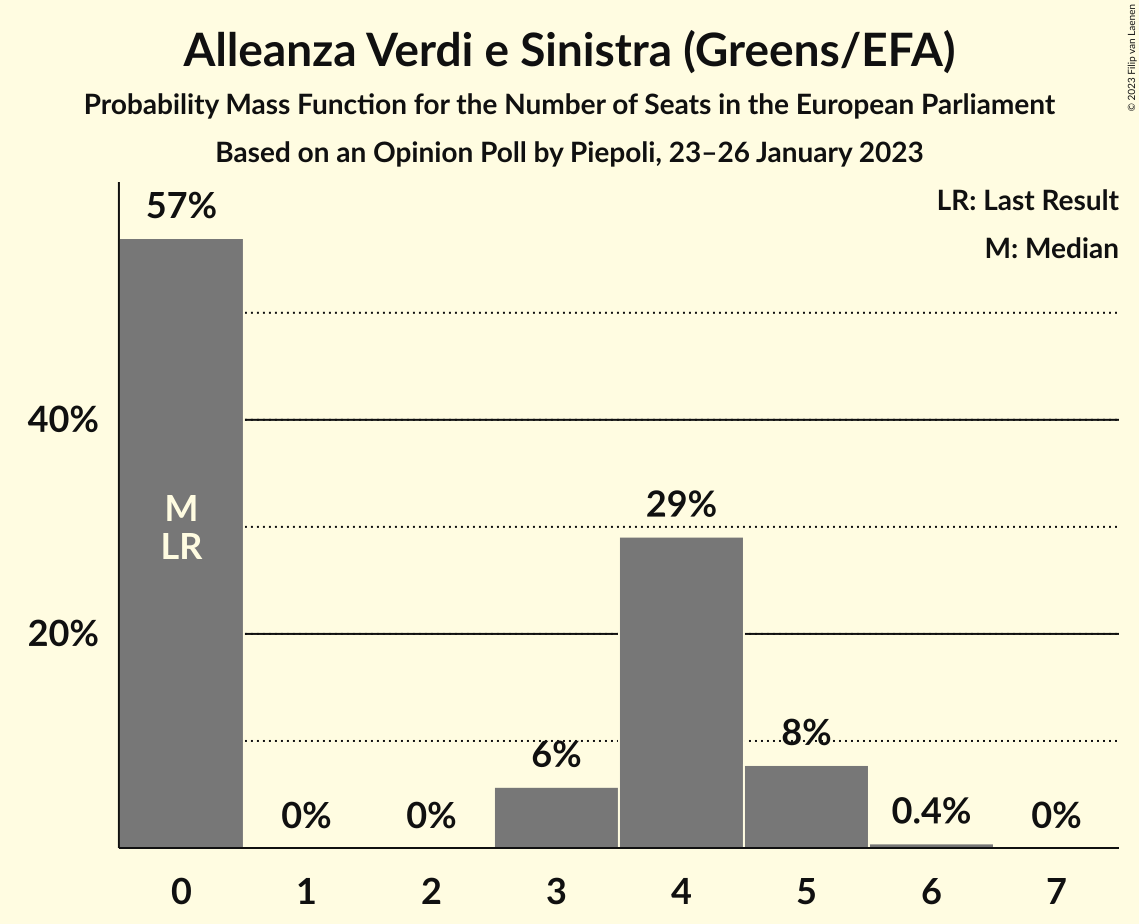 Alleanza Verdi e Sinistra (Greens/EFA)
Probability Mass Function for the Number of Seats in the European Parliament
Based on an Opinion Poll by Piepoli, 23–26 January 2023
© 2023 Filip van Laenen
LR: Last Result
M: Median
57%
40%
M
LR
29%
20%
8%
6%
0%
0%
0.4%
0%
0
1
2
3
4
5
6
7